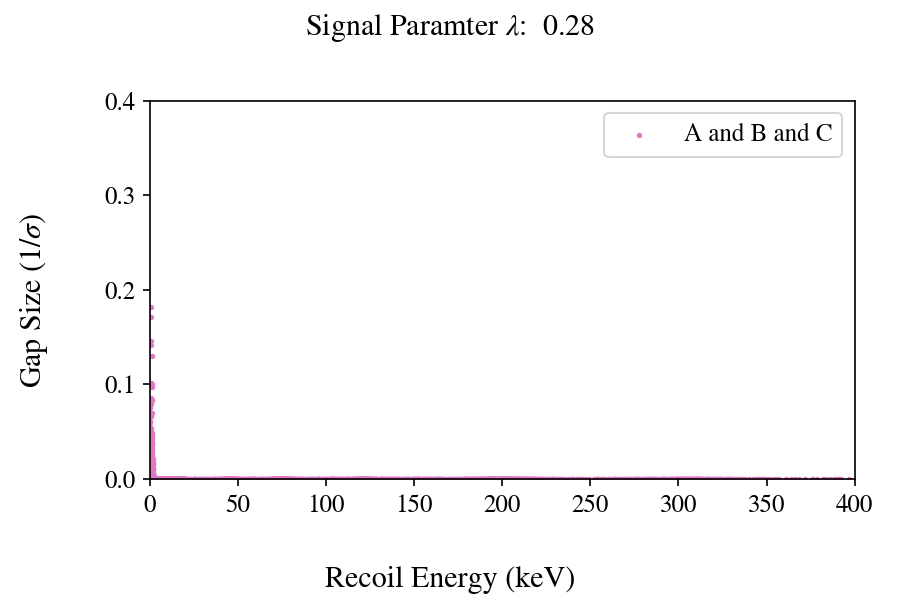 Signal Paramter λ:  0.28
A and B and C
Gap Size (1/σ)
0.4
0.3
0.2
0.1
0.0
0 50 100 150 200 250 300 350 400
Recoil Energy (keV)